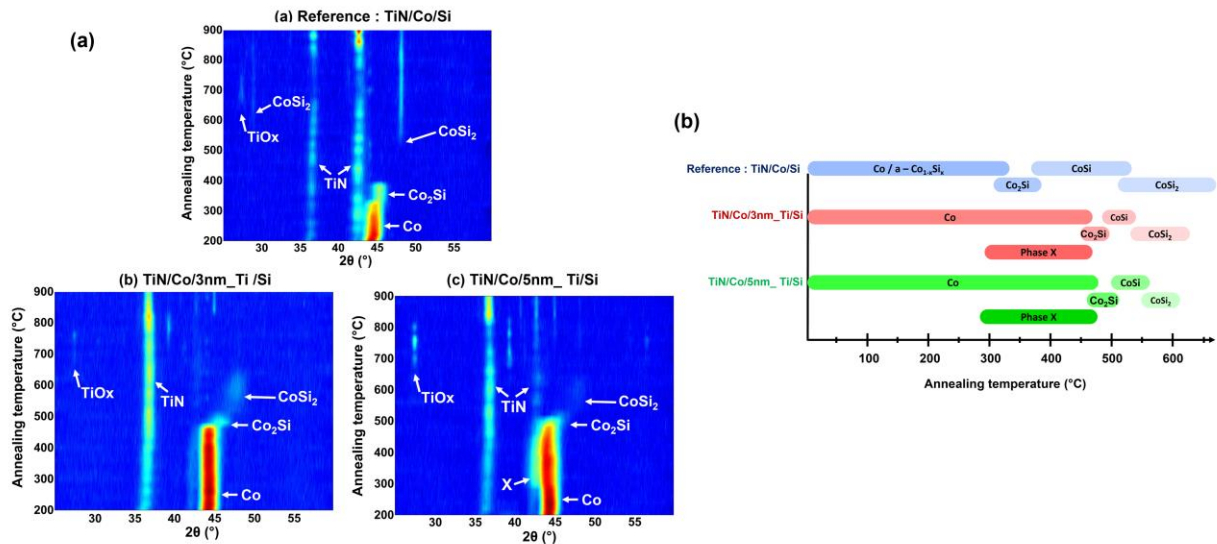 (a)
(a) Reference : TiN/Co/Si
Annealing temperature (°C)
900
800
700
600
500
400
300
200
CoSi₂
TiOx
TiN
CoSi₂
Co₂Si
Co
30 35 40 45 50 55
2θ (°)
(b) TiN/Co/3nm_Ti /Si
Annealing temperature (°C)
900
800
700
600
500
400
300
200
TiOx
TiN
CoSi₂
Co₂Si
Co
30 35 40 45 50 55
2θ (°)
(c) TiN/Co/5nm_ Ti/Si
Annealing temperature (°C)
900
800
700
600
500
400
300
200
TiOx
TiN
CoSi₂
Co₂Si
X
Co
30 35 40 45 50 55
2θ (°)
(b)
Reference : TiN/Co/Si
Co / a – Co₁₋ₓSiₓ
CoSi
Co₂Si
CoSi₂
TiN/Co/3nm_Ti/Si
Co
CoSi
Co₂Si
CoSi₂
Phase X
TiN/Co/5nm_ Ti/Si
Co
CoSi
Co₂Si
CoSi₂
Phase X
100 200 300 400 500 600
Annealing temperature (°C)